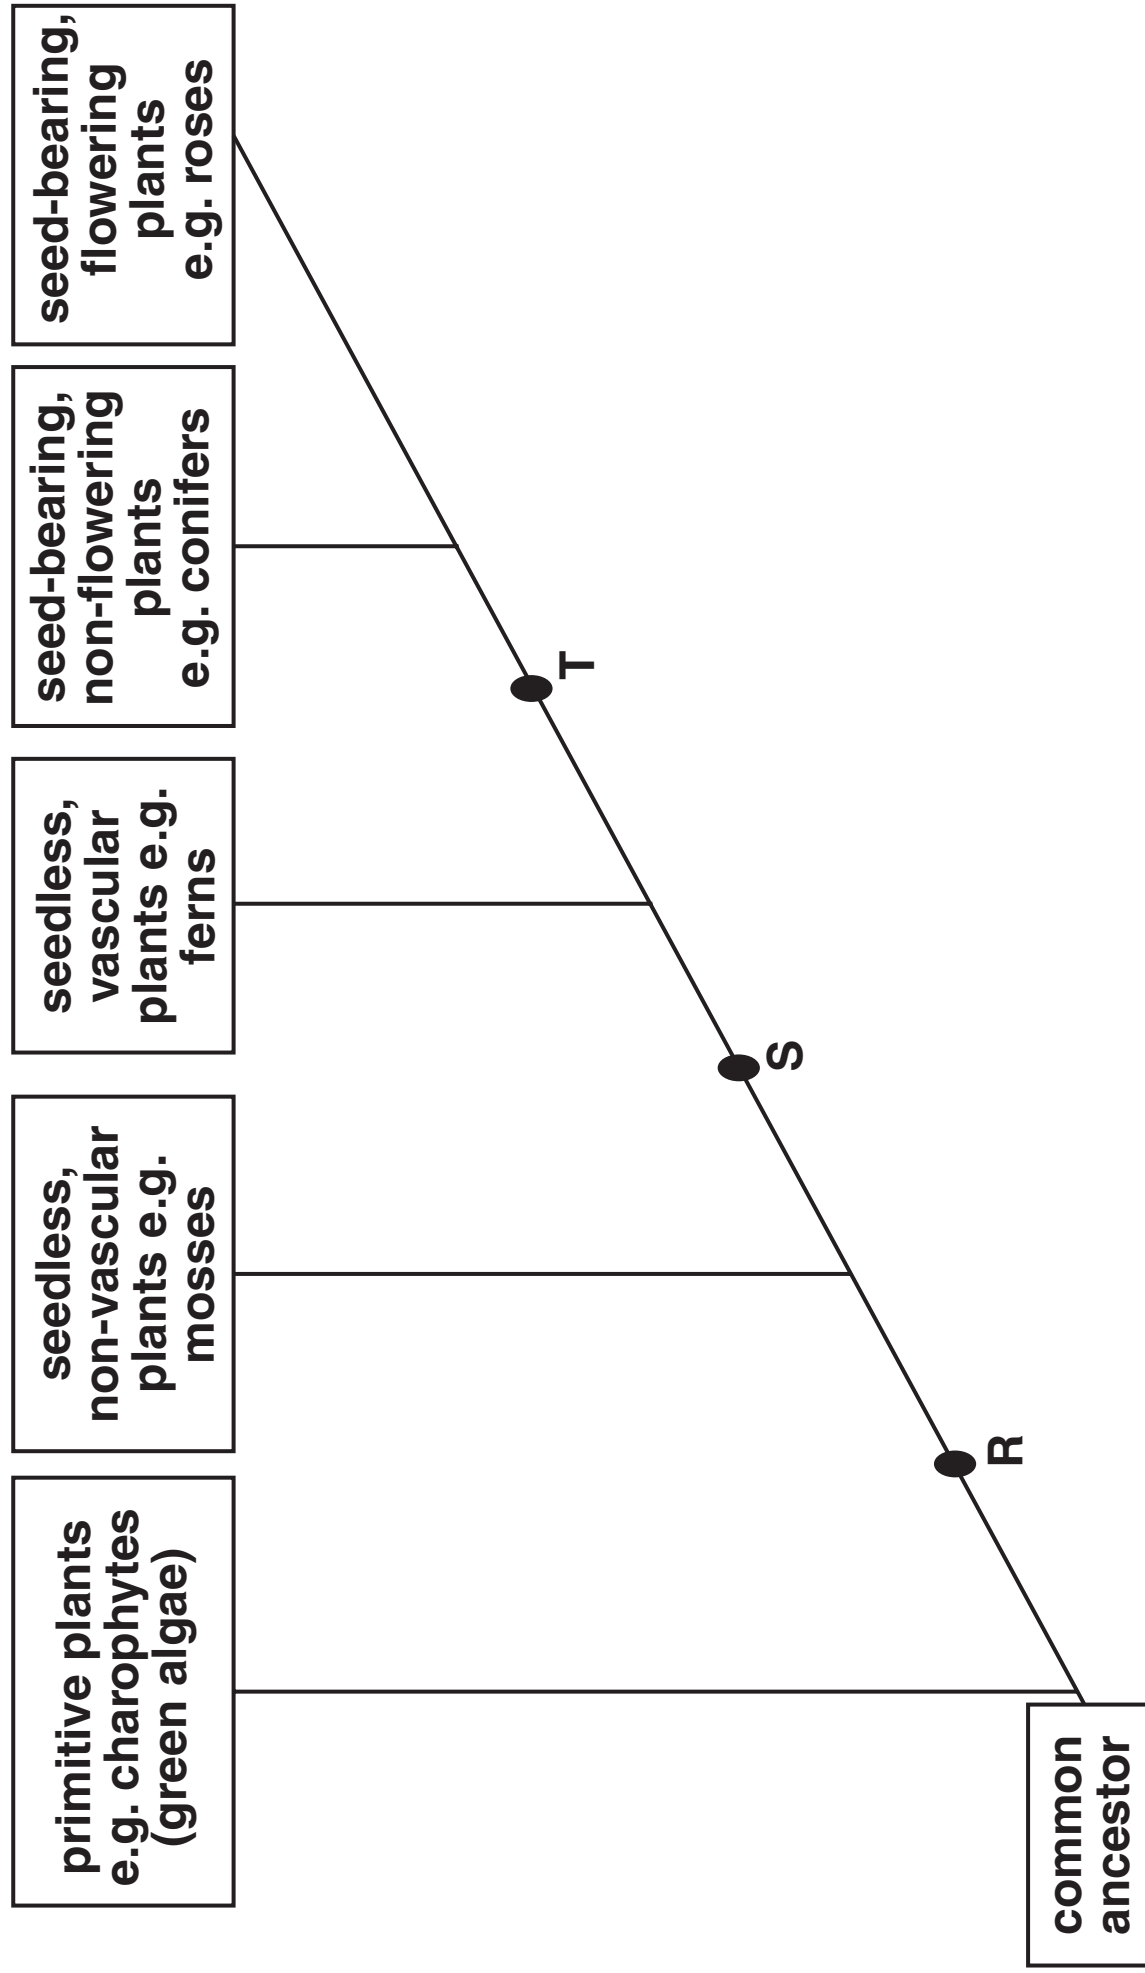 primitive plants
e.g. charophytes
(green algae)
seedless,
non-vascular
plants e.g.
mosses
seedless,
vascular
plants e.g.
ferns
seed-bearing,
non-flowering
plants
e.g. conifers
seed-bearing,
flowering
plants
e.g. roses
T
S
R
common
ancestor